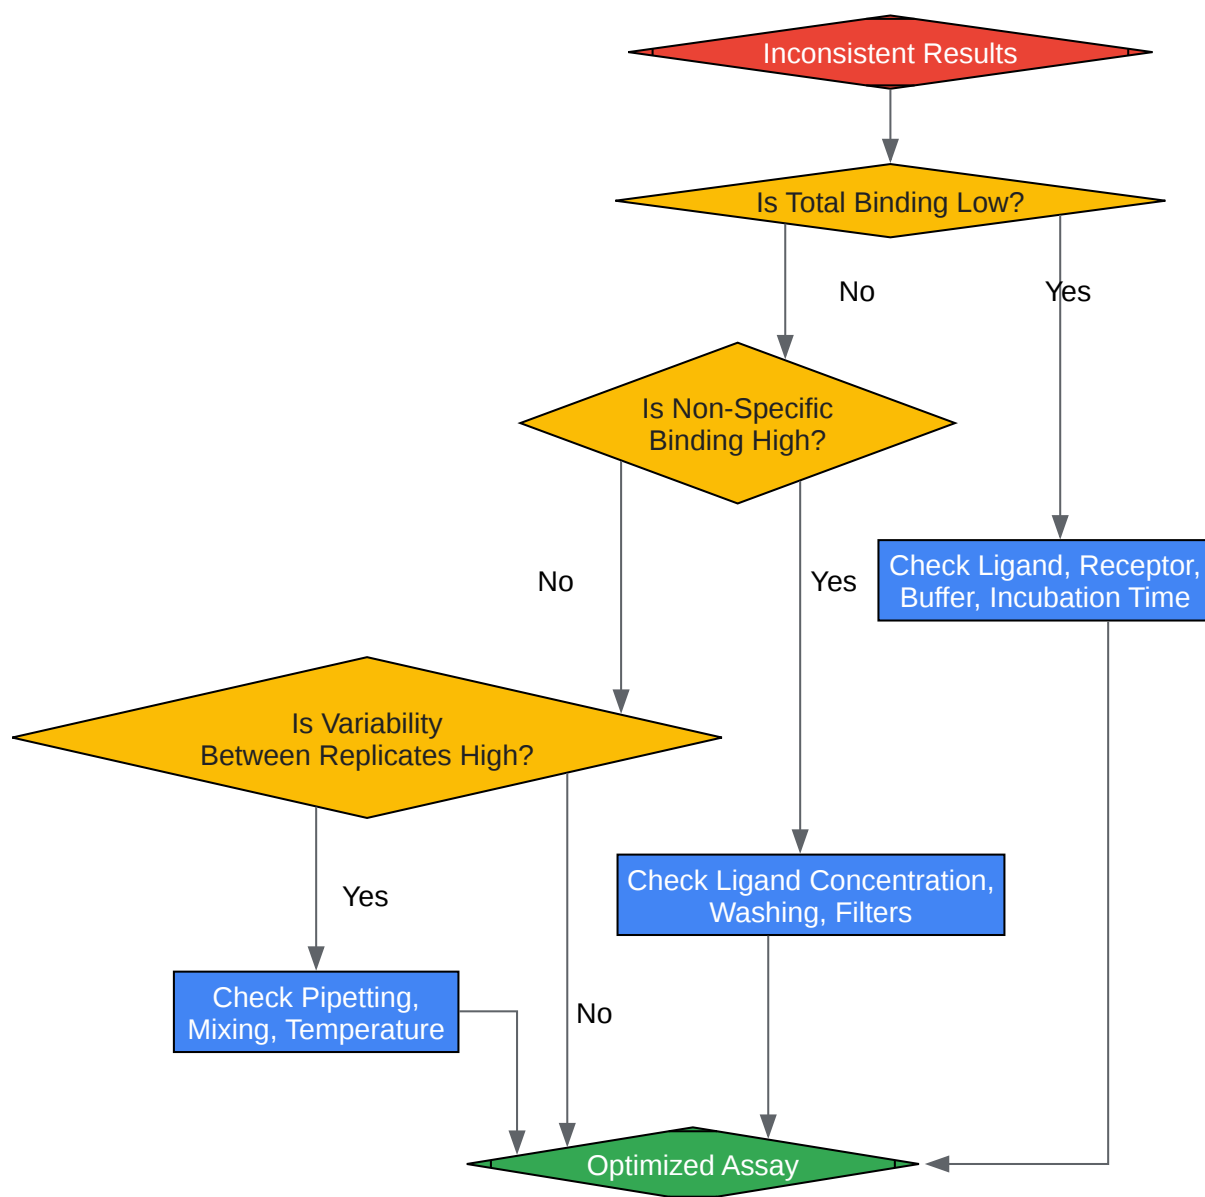 Inconsistent Results
Is Total Binding Low?
No
Yes
Is Non-Specific
Binding High?
No
Yes
Check Ligand, Receptor,
Buffer, Incubation Time
Is Variability
Between Replicates High?
Yes
Check Ligand Concentration,
Washing, Filters
Check Pipetting,
Mixing, Temperature
No
Optimized Assay